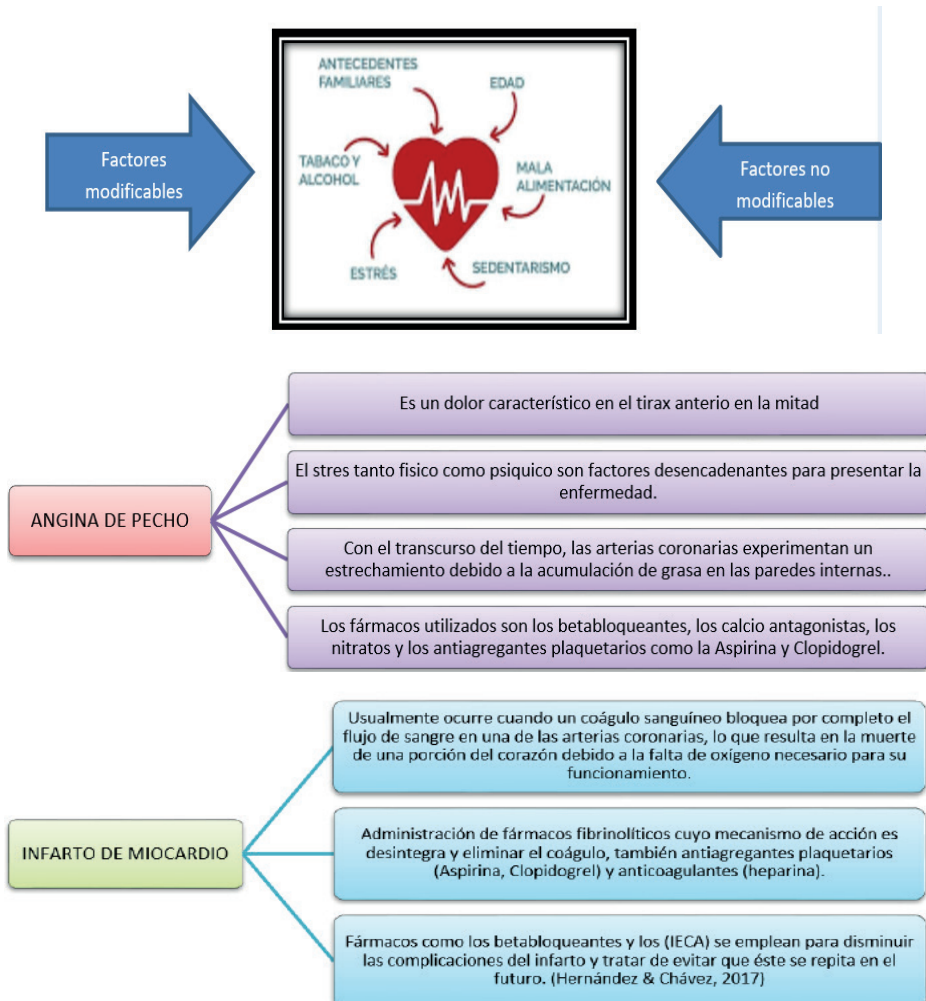 Factores
modificables
ANTECEDENTES
FAMILIARES
EDAD
TABACO Y
ALCOHOL
MALA
ALIMENTACIÓN
ESTRÉS
SEDENTARISMO
Factores no
modificables
ANGINA DE PECHO
Es un dolor característico en el tirax anterio en la mitad
El stres tanto fisico como psiquico son factores desencadenantes para presentar la
enfermedad.
Con el transcurso del tiempo, las arterias coronarias experimentan un
estrechamiento debido a la acumulación de grasa en las paredes internas..
Los fármacos utilizados son los betabloqueantes, los calcio antagonistas, los
nitratos y los antiagregantes plaquetarios como la Aspirina y Clopidogrel.
INFARTO DE MIOCARDIO
Usualmente ocurre cuando un coágulo sanguíneo bloquea por completo el
flujo de sangre en una de las arterias coronarias, lo que resulta en la muerte
de una porción del corazón debido a la falta de oxígeno necesario para su
funcionamiento.
Administración de fármacos fibrinolíticos cuyo mecanismo de acción es
desintegra y eliminar el coágulo, también antiagregantes plaquetarios
(Aspirina, Clopidogrel) y anticoagulantes (heparina).
Fármacos como los betabloqueantes y los (IECA) se emplean para disminuir
las complicaciones del infarto y tratar de evitar que éste se repita en el
futuro. (Hernández & Chávez, 2017)